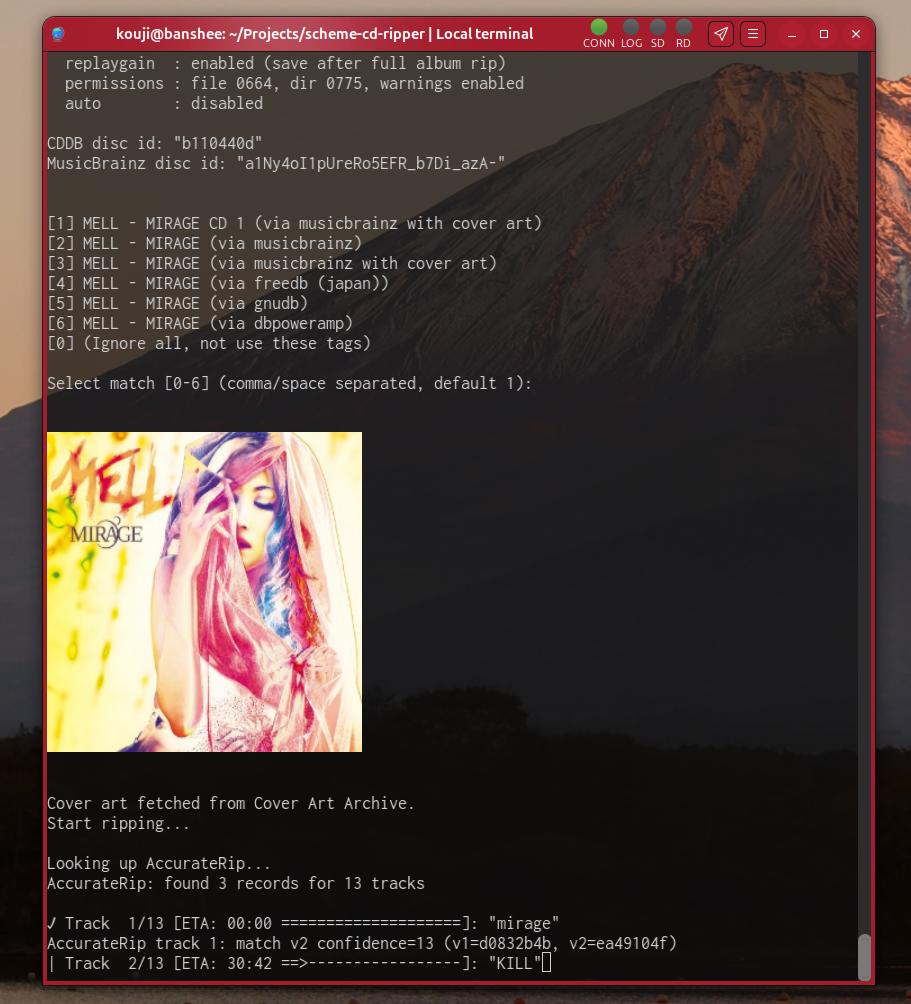 kouji@banshee: ~/Projects/scheme-cd-ripper | Local terminal
CONN LOG SD RD
replaygain  : enabled (save after full album rip)
permissions : file 0664, dir 0775, warnings enabled
auto        : disabled
CDDB disc id: "b110440d"
MusicBrainz disc id: "a1Ny4oI1pUreRo5EFR_b7Di_azA-"
[1] MELL - MIRAGE CD 1 (via musicbrainz with cover art)
[2] MELL - MIRAGE (via musicbrainz)
[3] MELL - MIRAGE (via musicbrainz with cover art)
[4] MELL - MIRAGE (via freedb (japan))
[5] MELL - MIRAGE (via gnudb)
[6] MELL - MIRAGE (via dbpoweramp)
[0] (Ignore all, not use these tags)
Select match [0-6] (comma/space separated, default 1):
MELL
MIRAGE
Cover art fetched from Cover Art Archive.
Start ripping...
Looking up AccurateRip...
AccurateRip: found 3 records for 13 tracks
✓ Track  1/13 [ETA: 00:00 ====================]: "mirage"
AccurateRip track 1: match v2 confidence=13 (v1=d0832b4b, v2=ea49104f)
| Track  2/13 [ETA: 30:42 ==>-----------------]: "KILL"